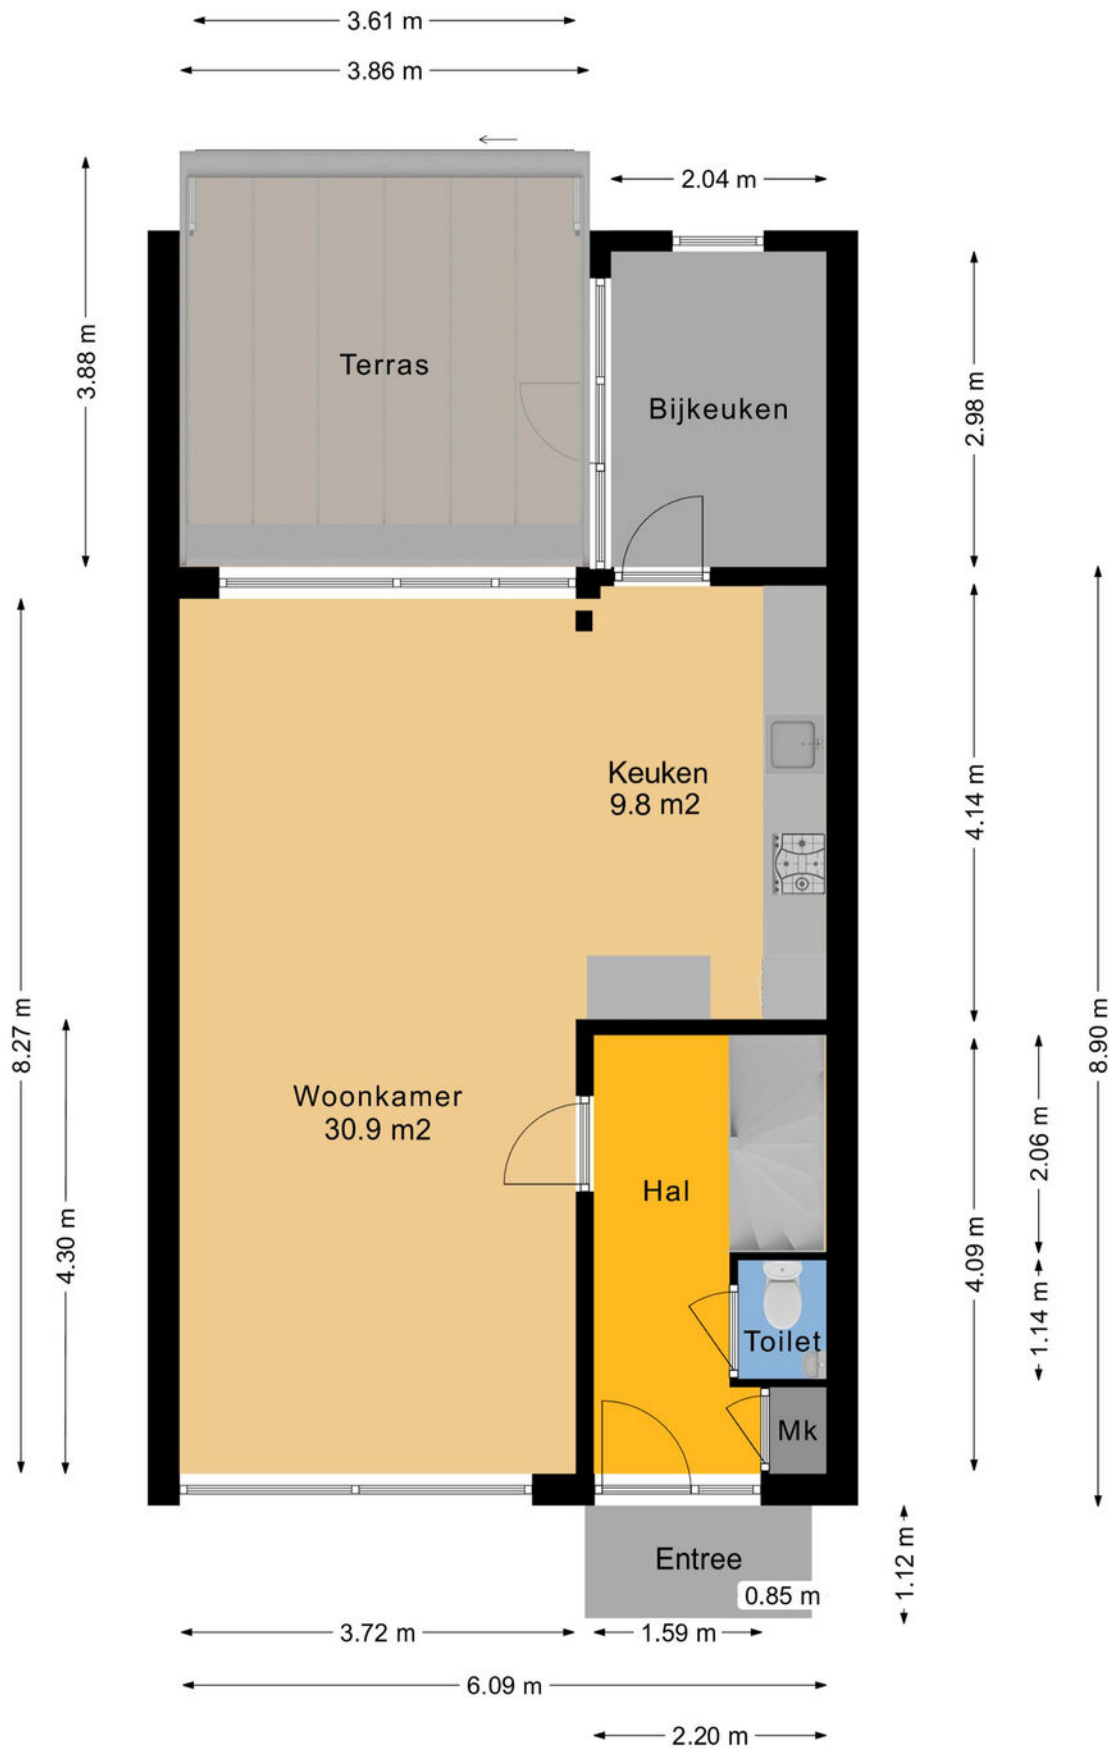 3.61 m
3.86 m
2.04 m
3.88 m
Terras
Bijkeuken
2.98 m
Keuken
9.8 m2
4.14 m
8.27 m
8.90 m
Woonkamer
30.9 m2
2.06 m
Hal
4.30 m
4.09 m
1.14 m
Toilet
Mk
Entree
1.12 m
0.85 m
3.72 m
1.59 m
6.09 m
2.20 m